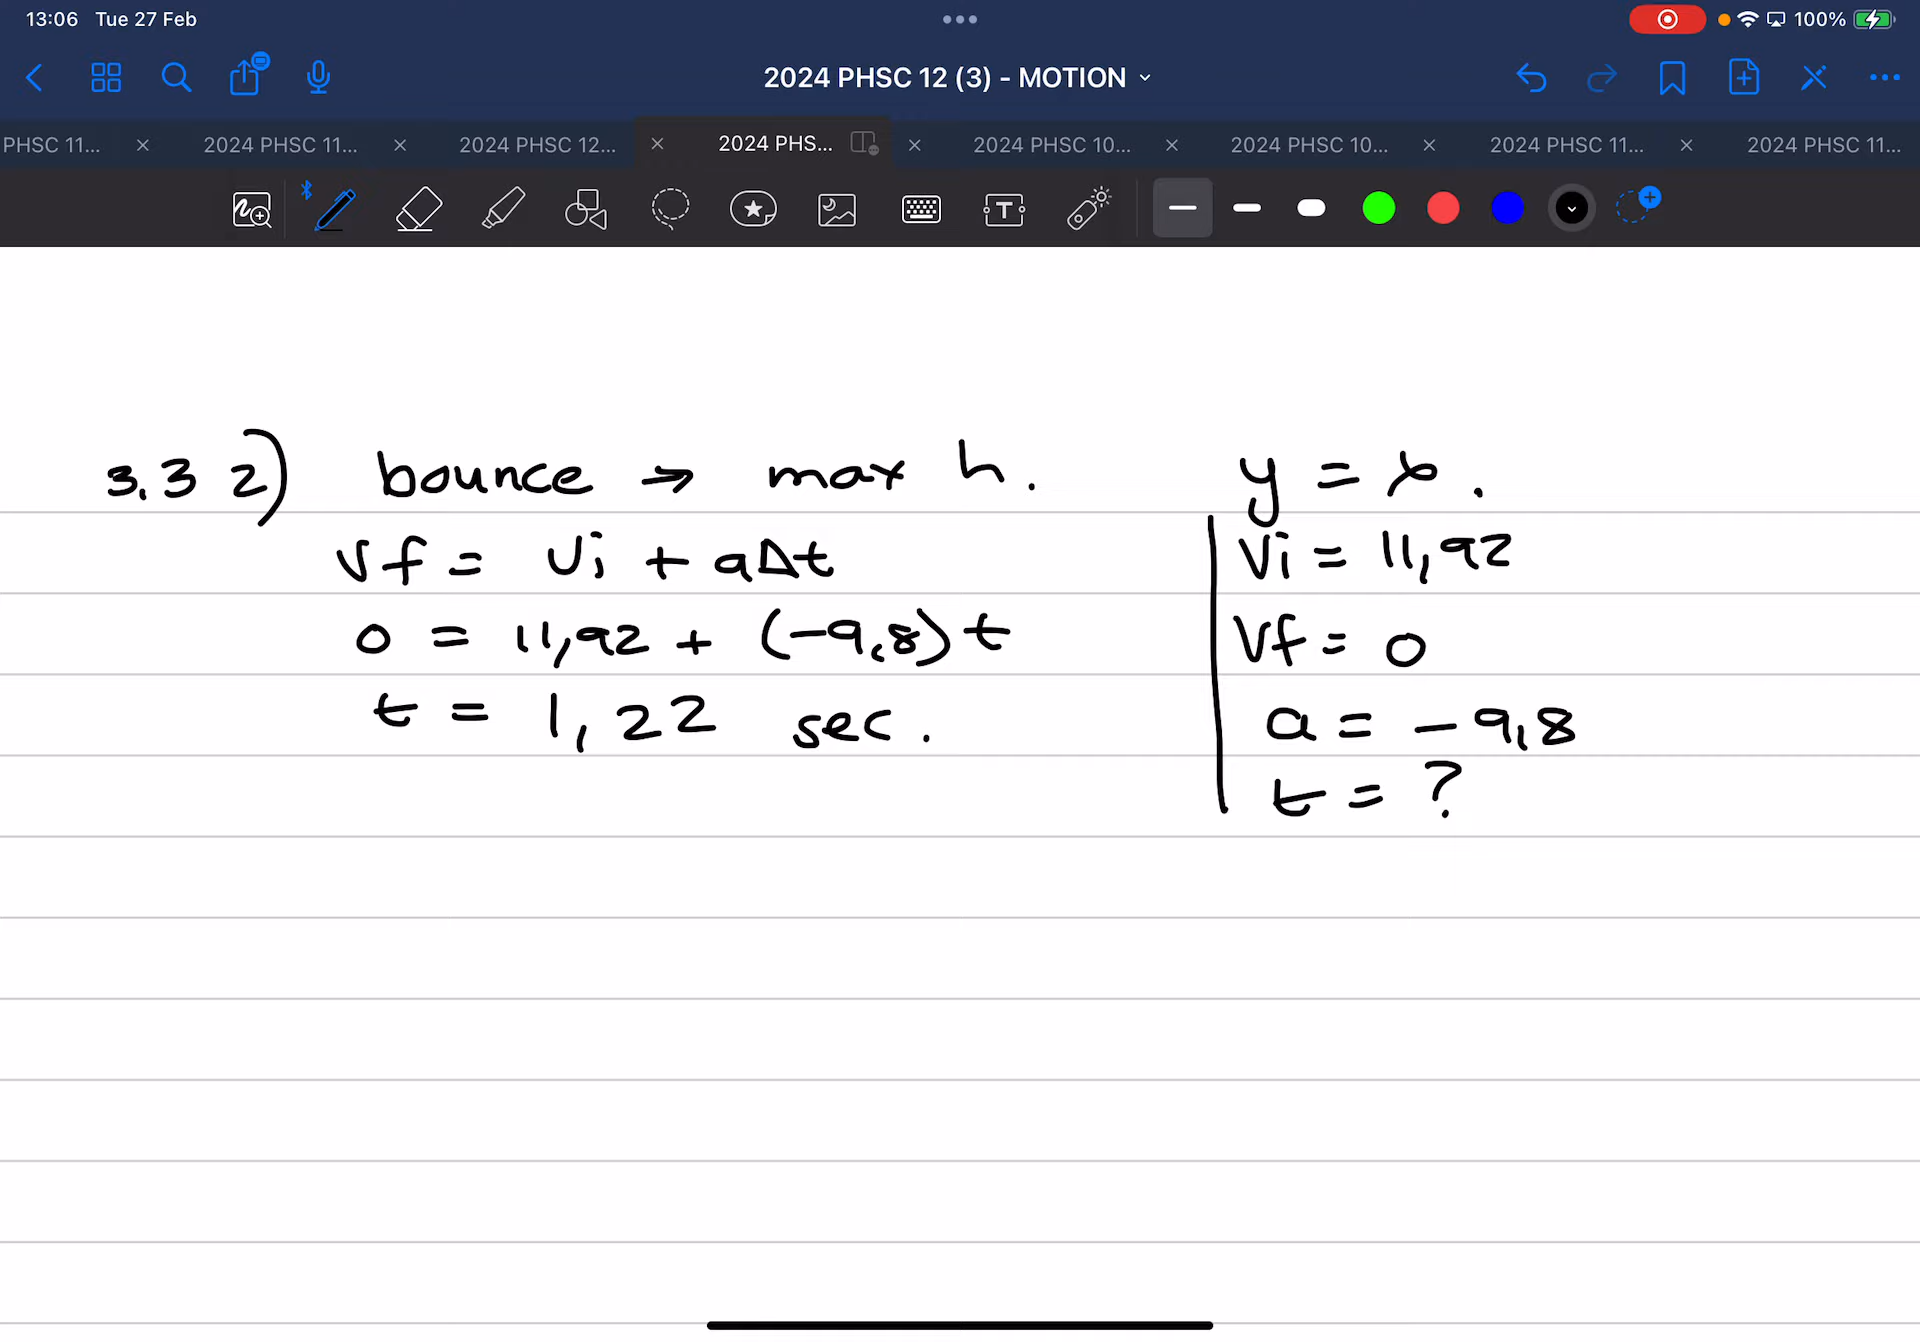 13:06 Tue 27 Feb
100%
2024 PHSC 12 (3) - MOTION
PHSC 11... 2024 PHSC 11... 2024 PHSC 12... 2024 PHS... 2024 PHSC 10... 2024 PHSC 10... 2024 PHSC 11... 2024 PHSC 11...
T
3.3 2) bounce → max h.
vf = vi + aΔt
0 = 11,92 + (-9,8)t
t = 1,22 sec.
y = x.
vi = 11,92
vf = 0
a = -9,8
t = ?